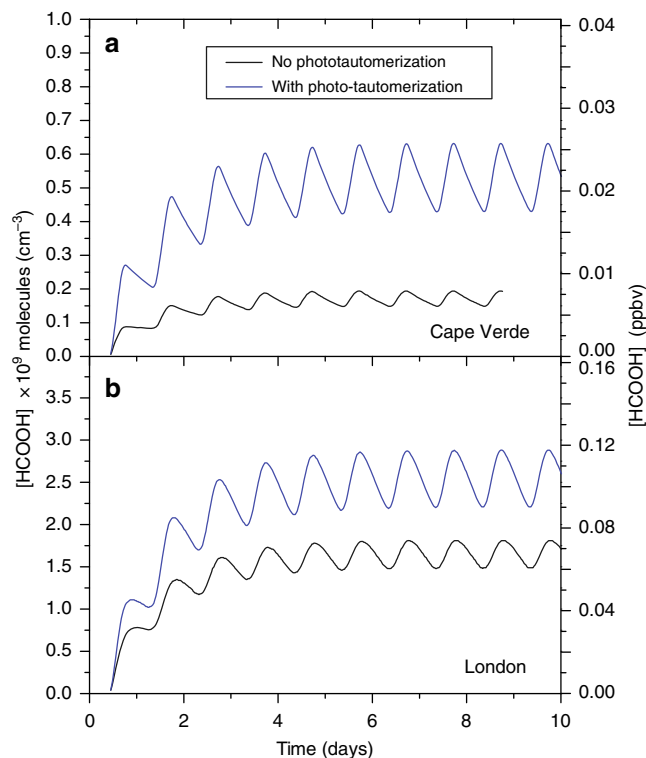 a
No phototautomerization
With photo-tautomerization
1.0
0.9
0.8
0.7
0.6
0.5
0.4
0.3
0.2
0.1
0.0
0.04
0.03
0.02
0.01
0.00
Cape Verde
[HCOOH] × 10⁹ molecules (cm⁻³)
[HCOOH] (ppbv)
b
3.5
3.0
2.5
2.0
1.5
1.0
0.5
0.0
0.16
0.12
0.08
0.04
0.00
London
0 2 4 6 8 10
Time (days)